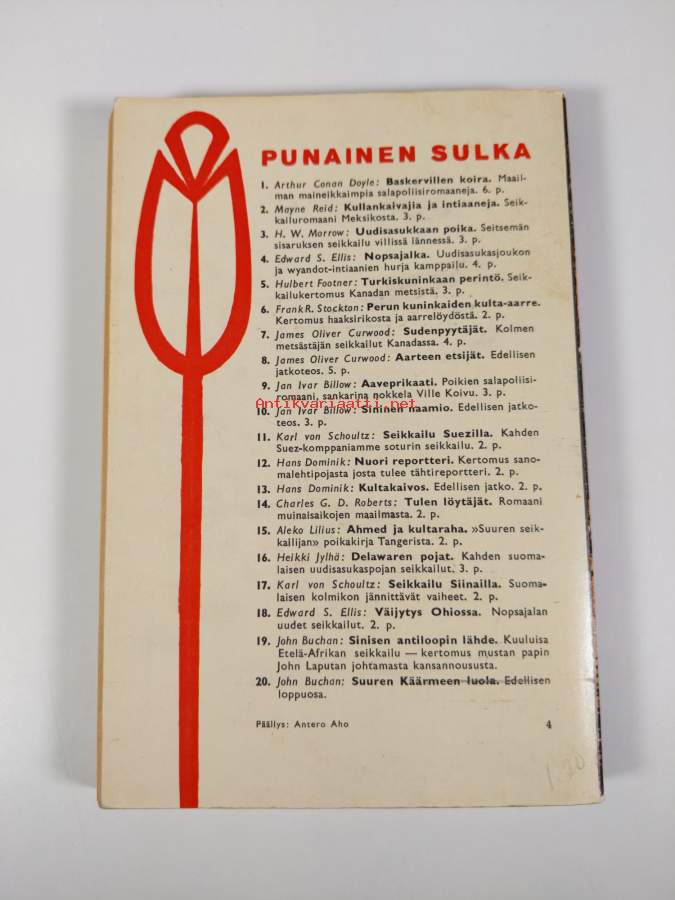 PUNAINEN SULKA
1. Arthur Conan Doyle: Baskervillen koira. Maail-
man maineikkaimpia salapoliisiromaaneja. 6. p.
2. Mayne Reid: Kullankaivajia ja intiaaneja. Seik-
kailuromaani Meksikosta. 3. p.
3. H. W. Morrow: Uudisasukkaan poika. Seitsemän
sisaruksen seikkailu villissä lännessä. 3. p.
4. Edward S. Ellis: Nopsajalka. Uudisasukasjoukon
ja wyandot-intiaanien hurja kamppailu. 4. p.
5. Hulbert Footner: Turkiskuninkaan perintö. Seik-
kailukertomus Kanadan metsistä. 3. p.
6. Frank R. Stockton: Perun kuninkaiden kulta-aarre.
Kertomus haaksirikosta ja aarrelöydöstä. 2. p.
7. James Oliver Curwood: Sudenpyytäjät. Kolmen
metsästäjän seikkailut Kanadassa. 4. p.
8. James Oliver Curwood: Aarteen etsijät. Edellisen
jatkoteos. 5. p.
9. Jan Ivar Billow: Aaveprikaati. Poikien salapoliisi-
romaani, sankarina nokkela Ville Koivu. 3. p.
Antikvariaatti.net
10. Jan Ivar Billow: Sininen naamio. Edellisen jatko-
teos. 3. p.
11. Karl von Schoultz: Seikkailu Suezilla. Kahden
Suez-komppaniamme soturin seikkailu. 2. p.
12. Hans Dominik: Nuori reportteri. Kertomus sano-
malehtipojasta josta tulee tähtireportteri. 2. p.
13. Hans Dominik: Kultakaivos. Edellisen jatko. 2. p.
14. Charles G. D. Roberts: Tulen löytäjät. Romaani
muinaisaikojen maailmasta. 2. p.
15. Aleko Lilius: Ahmed ja kultaraha. »Suuren seik-
kailijan» poikakirja Tangerista. 2. p.
16. Heikki Jylhä: Delawaren pojat. Kahden suoma-
laisen uudisasukaspojan seikkailut. 3. p.
17. Karl von Schoultz: Seikkailu Siinailla. Suoma-
laisen kolmikon jännittävät vaiheet. 2. p.
18. Edward S. Ellis: Väijytys Ohiossa. Nopsajalan
uudet seikkailut. 2. p.
19. John Buchan: Sinisen antiloopin lähde. Kuuluisa
Etelä-Afrikan seikkailu — kertomus mustan papin
John Laputan johtamasta kansannoususta.
20. John Buchan: Suuren Käärmeen luola. Edellisen
loppuosa.
Päällys: Antero Aho 4
1.20